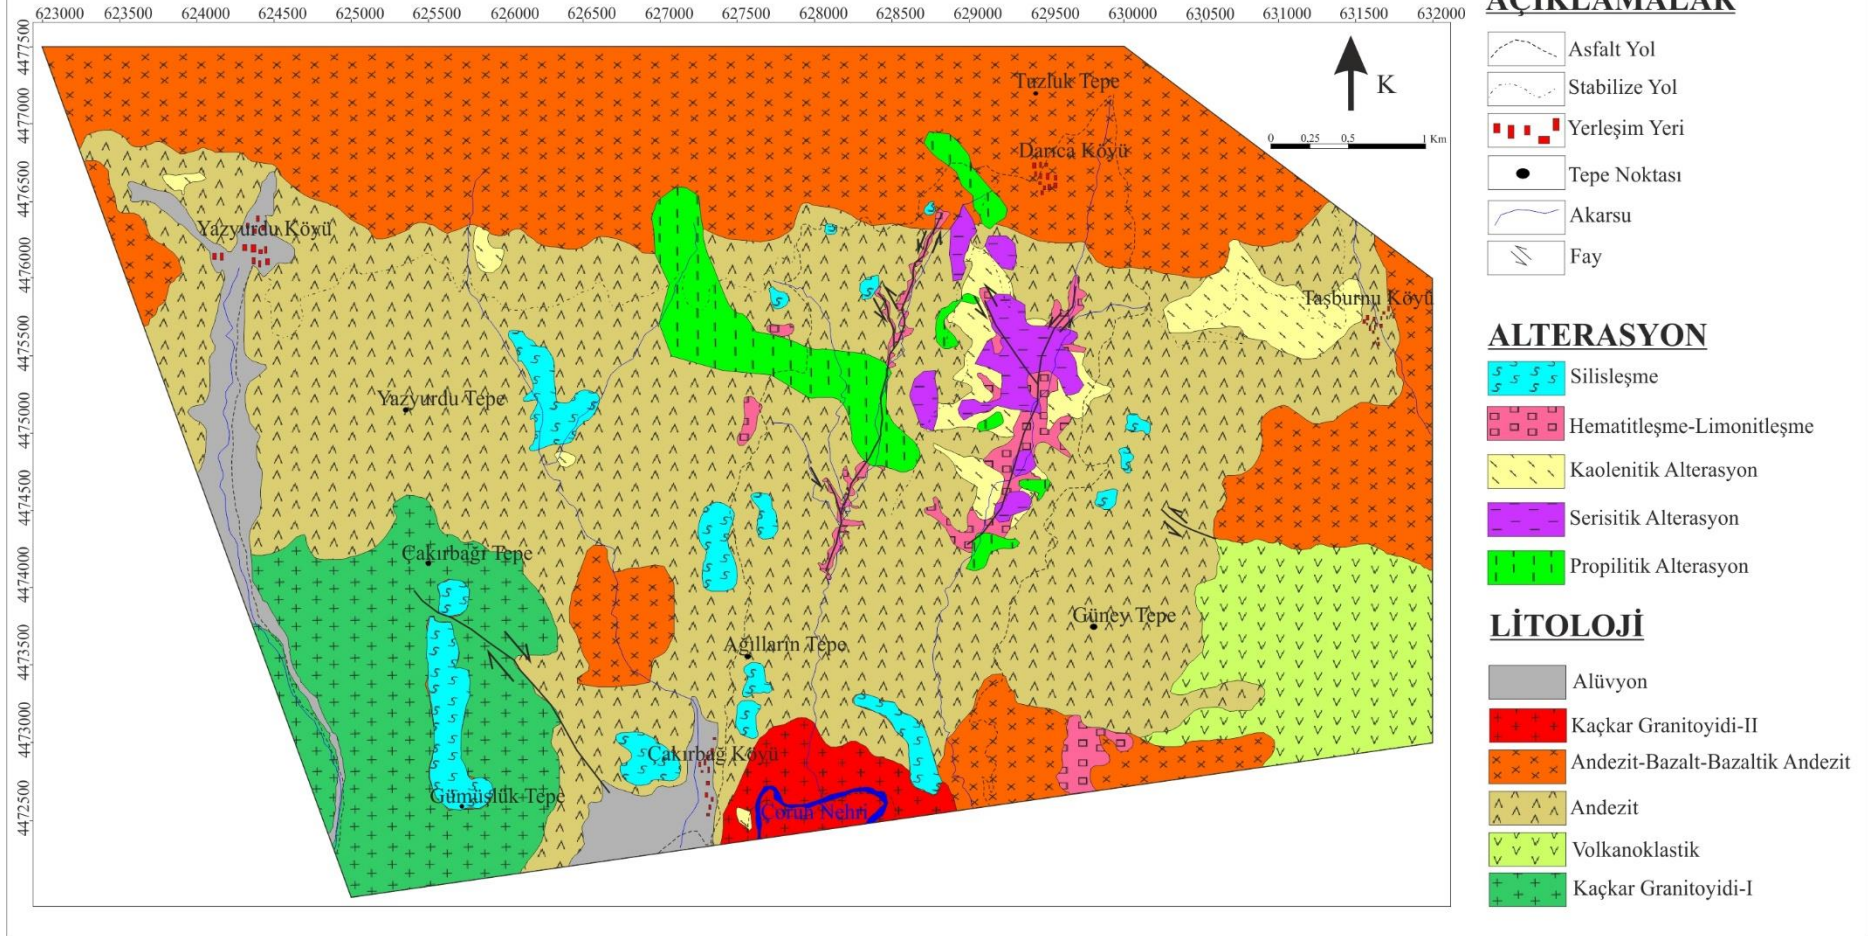 623000 623500 624000 624500 625000 625500 626000 626500 627000 627500 628000 628500 629000 629500 630000 630500 631000 631500 632000
4477500
4477000
4476500
4476000
4475500
4475000
4474500
4474000
4473500
4473000
4472500
Tuzluk Tepe
K
0 0.25 0.5 1 Km
Darıca Köyü
Yazyurdu Köyü
Taşburnu Köyü
Yazyurdu Tepe
Çakırbağı Tepe
Güney Tepe
Ağılların Tepe
Çakırbağ Köyü
Gümüşlük Tepe
Çoruh Nehri
AÇIKLAMALAR
Asfalt Yol
Stabilize Yol
Yerleşim Yeri
Tepe Noktası
Akarsu
Fay
ALTERASYON
Silisleşme
Hematitleşme-Limonitleşme
Kaolenitik Alterasyon
Serisitik Alterasyon
Propilitik Alterasyon
LİTOLOJİ
Alüvyon
Kaçkar Granitoyidi-II
Andezit-Bazalt-Bazaltik Andezit
Andezit
Volkanoklastik
Kaçkar Granitoyidi-I